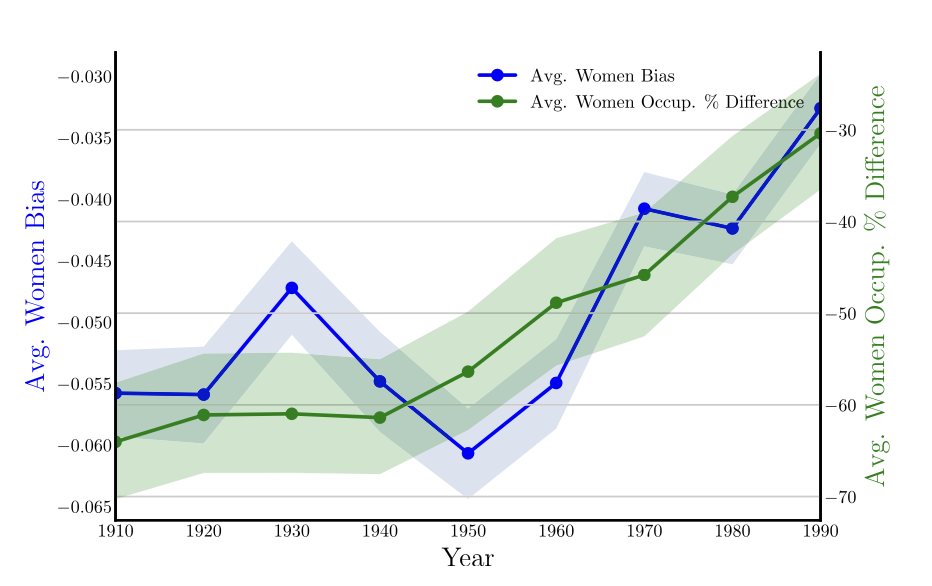 Avg. Women Bias
Avg. Women Occup. % Difference
−0.030
−0.035
−0.040
−0.045
−0.050
−0.055
−0.060
−0.065
Avg. Women Bias
−30
−40
−50
−60
−70
Avg. Women Occup. % Difference
1910 1920 1930 1940 1950 1960 1970 1980 1990
Year